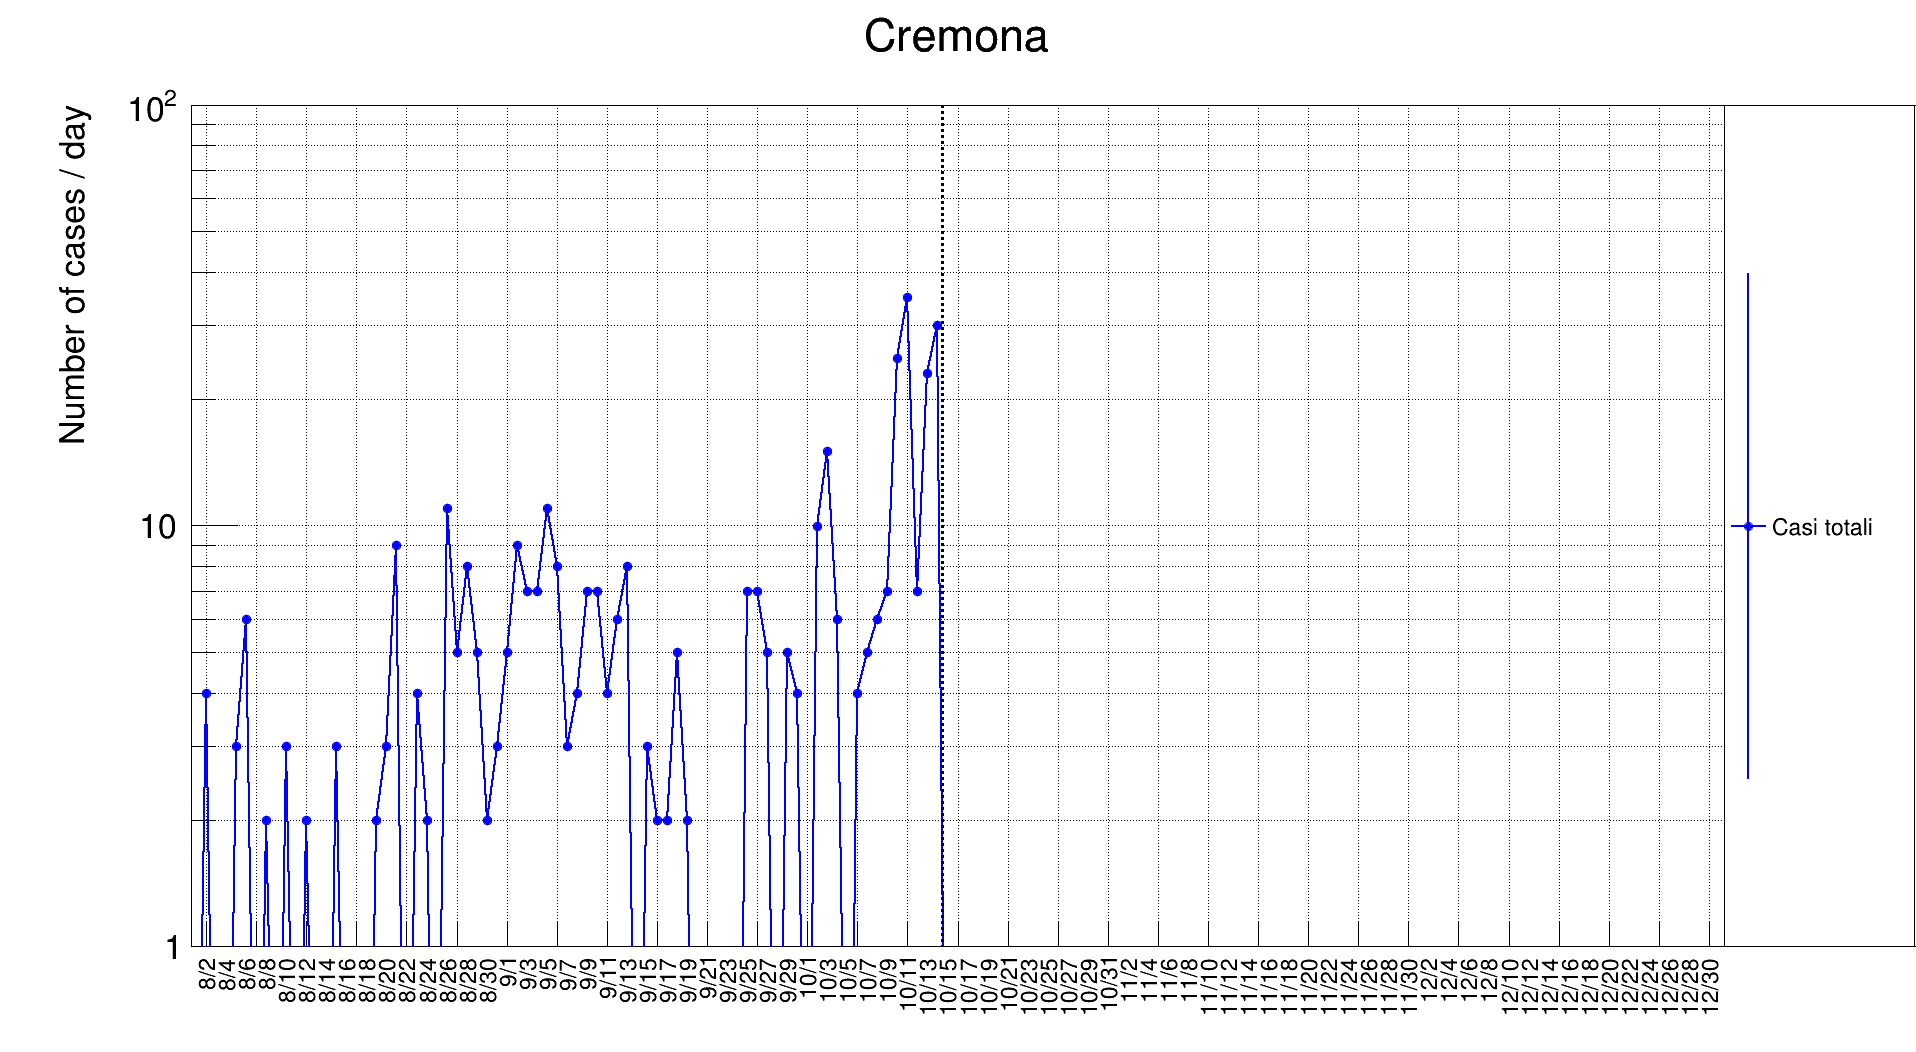 Cremona
Number of cases / day
10²
10
1
Casi totali
8/2 8/4 8/6 8/8 8/10 8/12 8/14 8/16 8/18 8/20 8/22 8/24 8/26 8/28 8/30 9/1 9/3 9/5 9/7 9/9 9/11 9/13 9/15 9/17 9/19 9/21 9/23 9/25 9/27 9/29 10/1 10/3 10/5 10/7 10/9 10/11 10/13 10/15 10/17 10/19 10/21 10/23 10/25 10/27 10/29 10/31 11/2 11/4 11/6 11/8 11/10 11/12 11/14 11/16 11/18 11/20 11/22 11/24 11/26 11/28 11/30 12/2 12/4 12/6 12/8 12/10 12/12 12/14 12/16 12/18 12/20 12/22 12/24 12/26 12/28 12/30